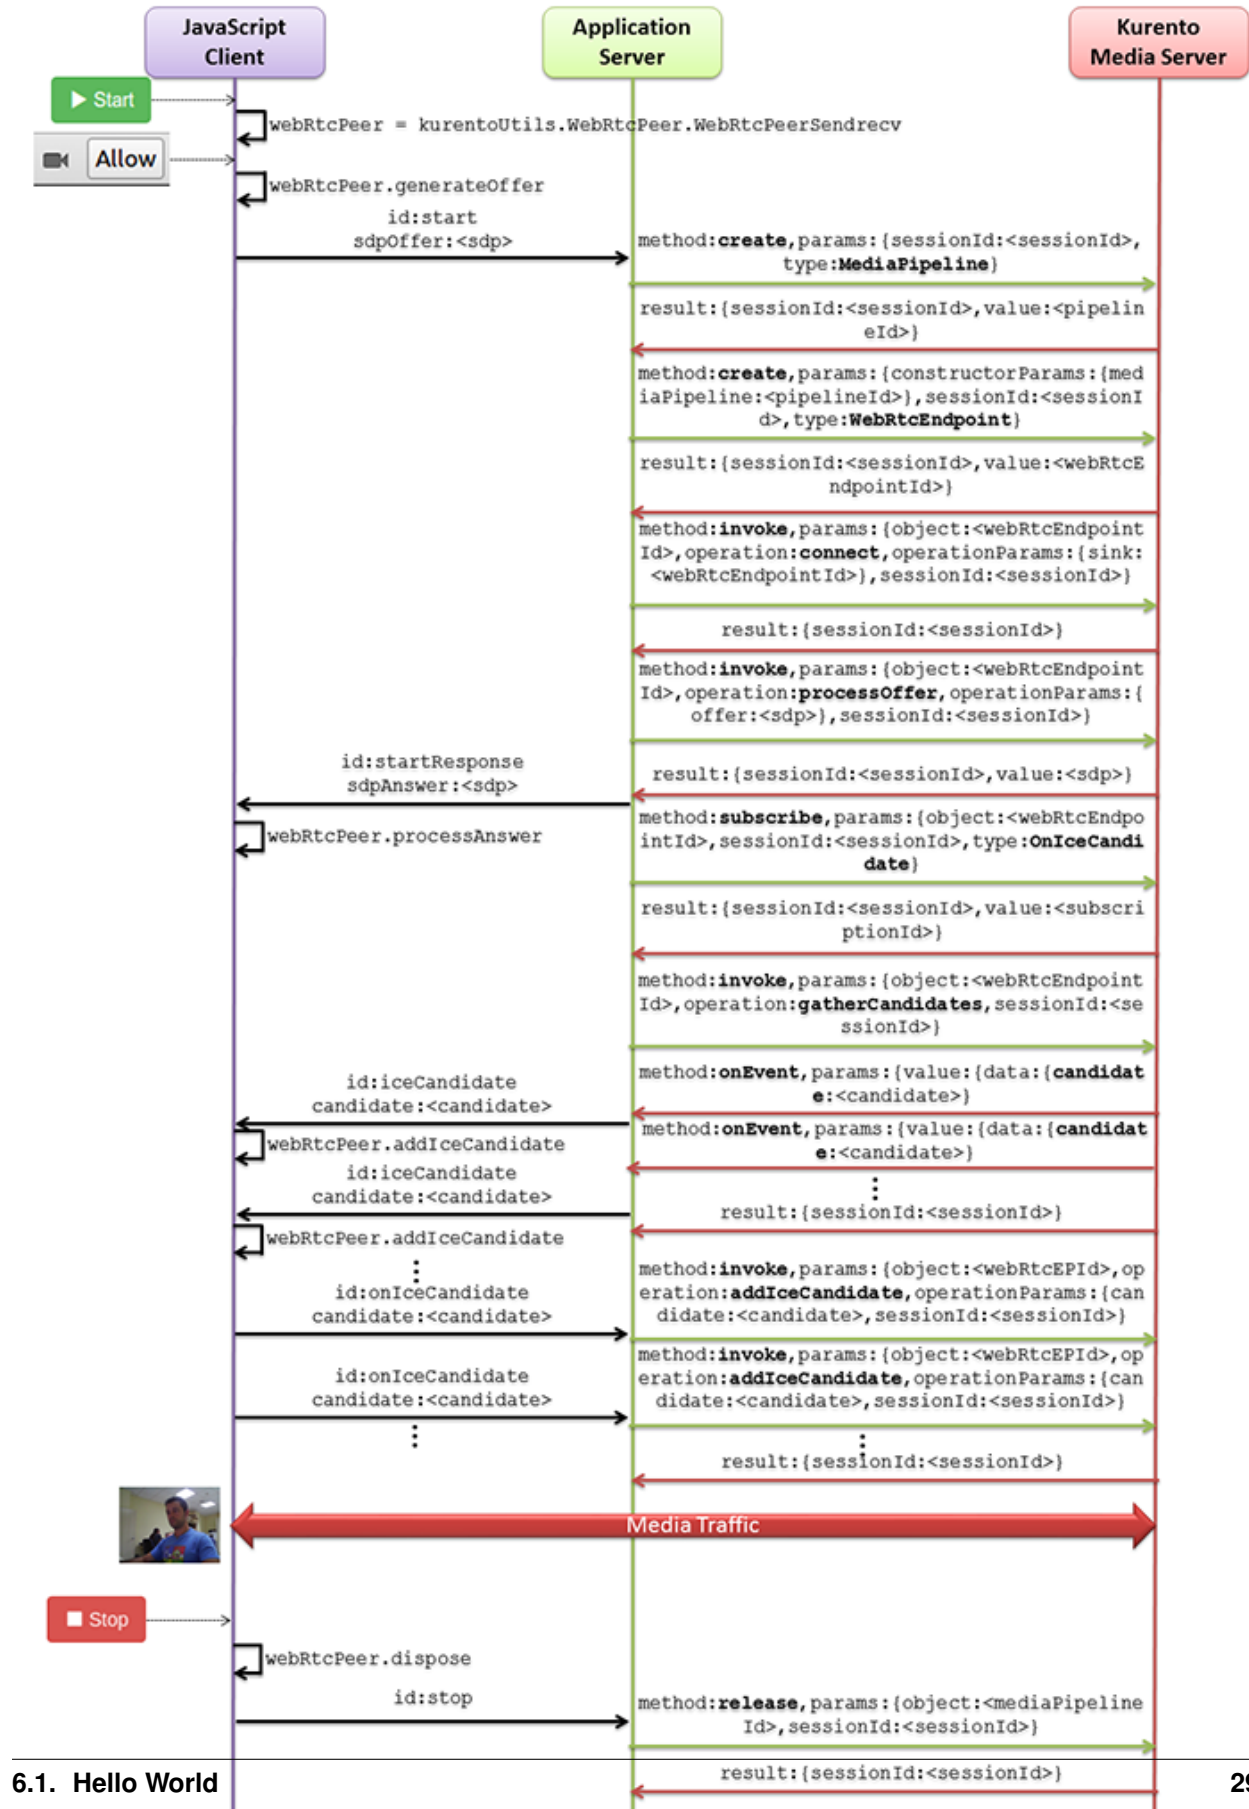 JavaScript
Client
Application
Server
Kurento
Media Server
Start
webRtcPeer = kurentoUtils.WebRtcPeer.WebRtcPeerSendrecv
Allow
webRtcPeer.generateOffer
id:start
sdpOffer:<sdp>
method:create,params:{sessionId:<sessionId>,
type:MediaPipeline}
result:{sessionId:<sessionId>,value:<pipelin
eId>}
method:create,params:{constructorParams:{med
iaPipeline:<pipelineId>},sessionId:<sessionI
d>,type:WebRtcEndpoint}
result:{sessionId:<sessionId>,value:<webRtcE
ndpointId>}
method:invoke,params:{object:<webRtcEndpoint
Id>,operation:connect,operationParams:{sink:
<webRtcEndpointId>},sessionId:<sessionId>}
result:{sessionId:<sessionId>}
method:invoke,params:{object:<webRtcEndpoint
Id>,operation:processOffer,operationParams:{
offer:<sdp>},sessionId:<sessionId>}
id:startResponse
sdpAnswer:<sdp>
result:{sessionId:<sessionId>,value:<sdp>}
webRtcPeer.processAnswer
method:subscribe,params:{object:<webRtcEndpo
intId>,sessionId:<sessionId>,type:OnIceCandi
date}
result:{sessionId:<sessionId>,value:<subscri
ptionId>}
method:invoke,params:{object:<webRtcEndpoint
Id>,operation:gatherCandidates,sessionId:<se
ssionId>}
id:iceCandidate
candidate:<candidate>
method:onEvent,params:{value:{data:{candidat
e:<candidate>}
webRtcPeer.addIceCandidate
method:onEvent,params:{value:{data:{candidat
e:<candidate>}
id:iceCandidate
candidate:<candidate>
result:{sessionId:<sessionId>}
webRtcPeer.addIceCandidate
id:onIceCandidate
candidate:<candidate>
method:invoke,params:{object:<webRtcEPId>,op
eration:addIceCandidate,operationParams:{can
didate:<candidate>,sessionId:<sessionId>}
id:onIceCandidate
candidate:<candidate>
method:invoke,params:{object:<webRtcEPId>,op
eration:addIceCandidate,operationParams:{can
didate:<candidate>,sessionId:<sessionId>}
result:{sessionId:<sessionId>}
Media Traffic
Stop
webRtcPeer.dispose
id:stop
method:release,params:{object:<mediaPipeline
Id>,sessionId:<sessionId>}
result:{sessionId:<sessionId>}
6.1. Hello World
29